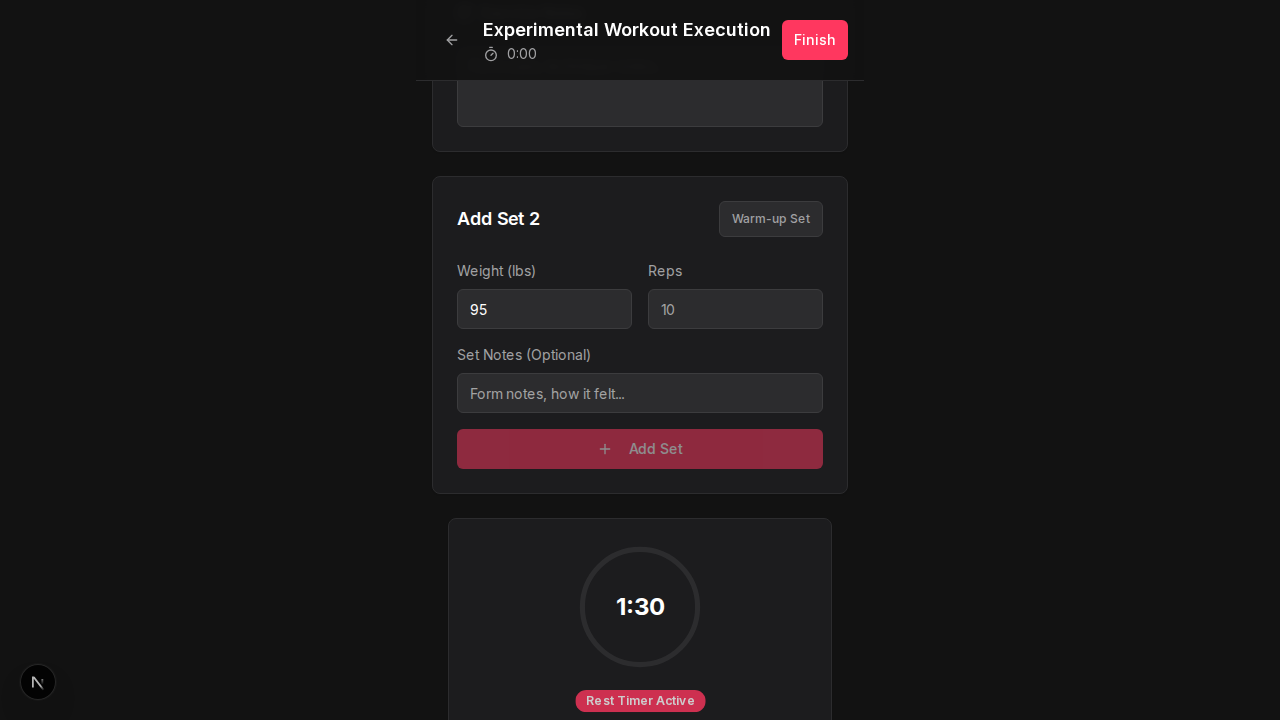 Experimental Workout Execution
0:00
Finish
Add Set 2
Warm-up Set
Weight (lbs)
Reps
95
10
Set Notes (Optional)
Form notes, how it felt...
Add Set
1:30
Rest Timer Active